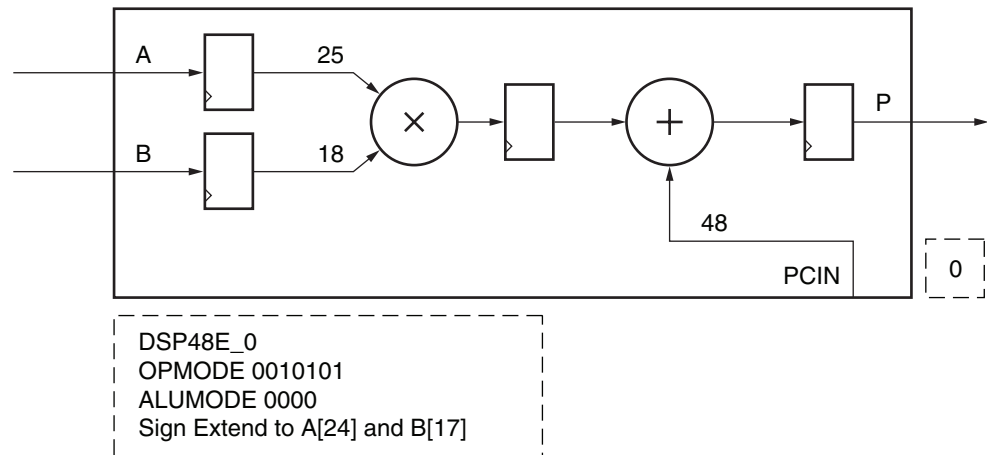 A
25
×
+
P
B
18
48
PCIN
0
DSP48E_0
OPMODE 0010101
ALUMODE 0000
Sign Extend to A[24] and B[17]